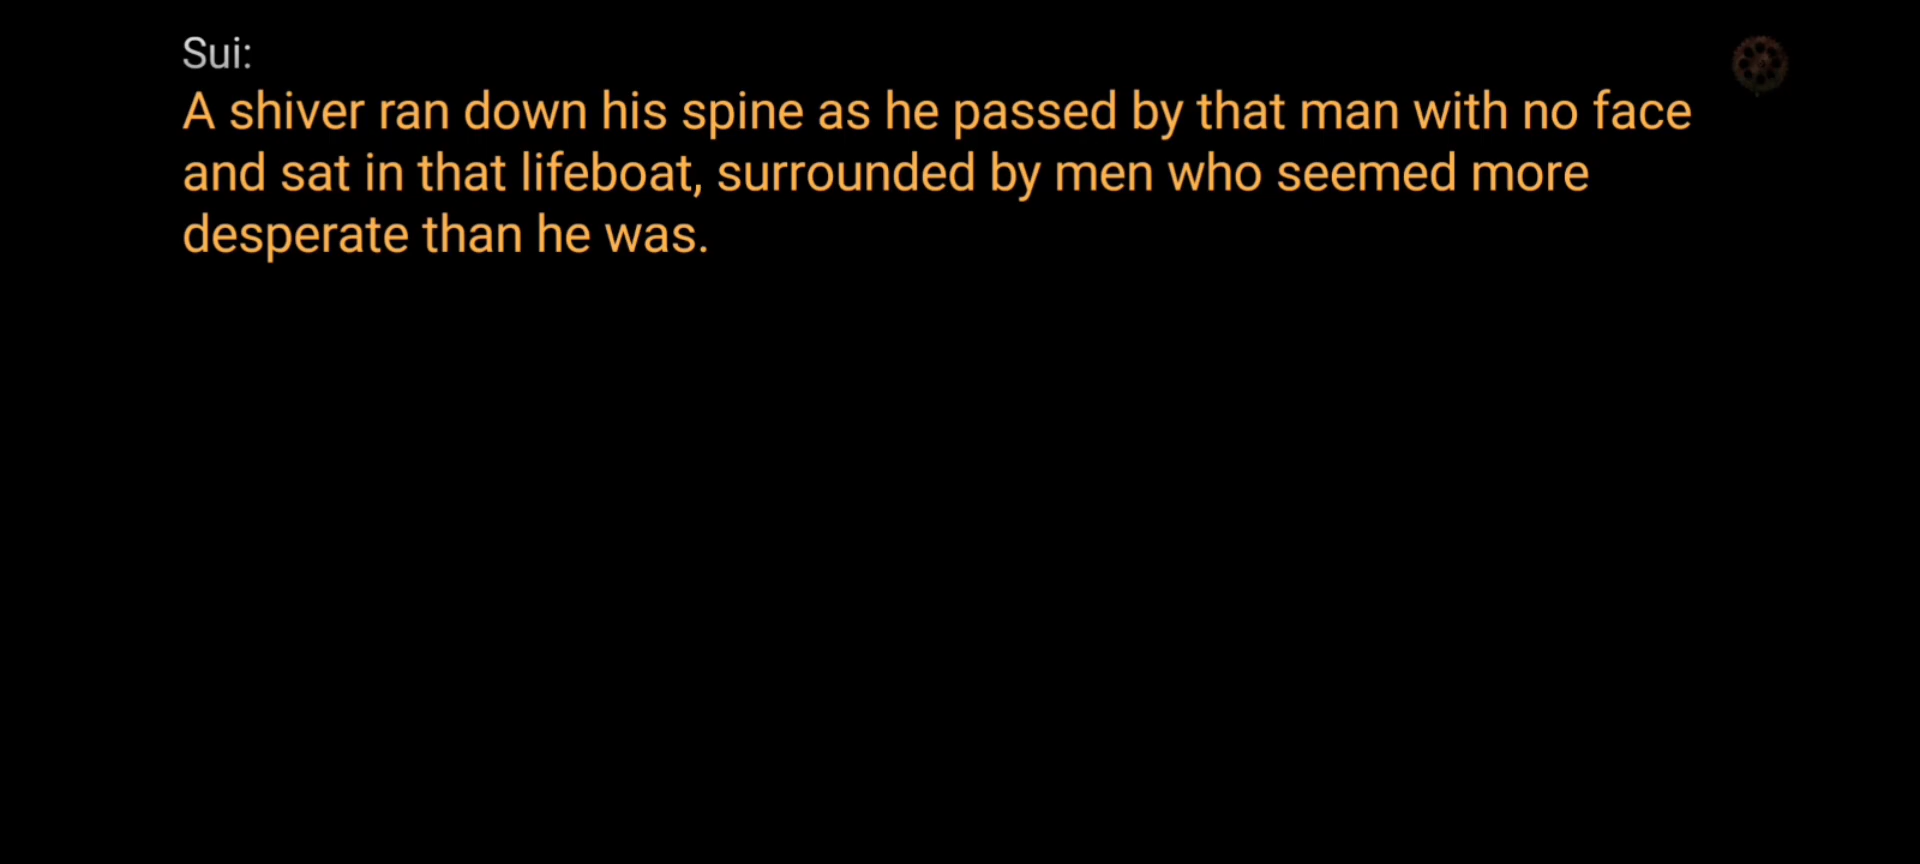 Sui:
A shiver ran down his spine as he passed by that man with no face
and sat in that lifeboat, surrounded by men who seemed more
desperate than he was.